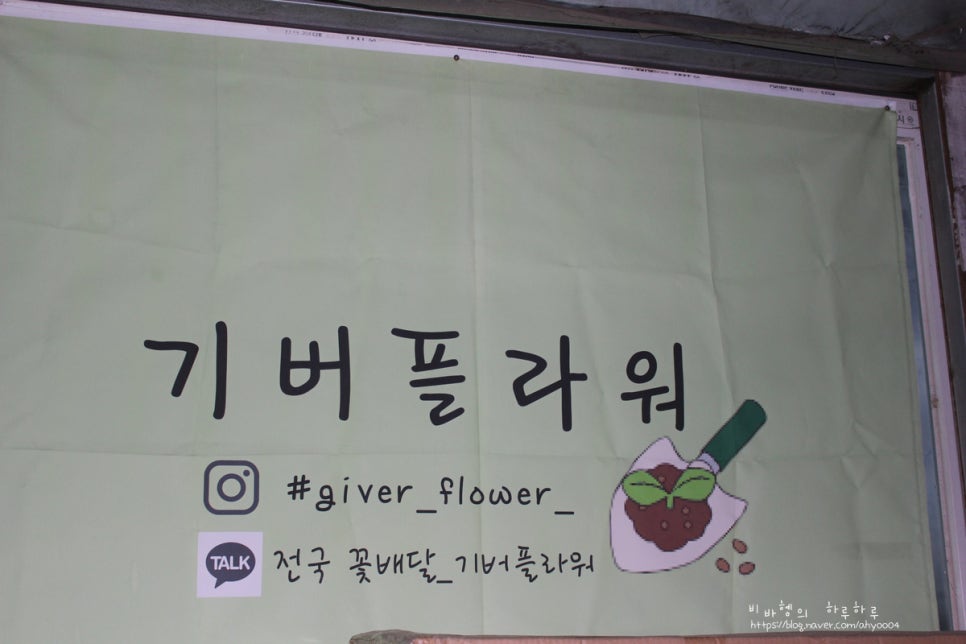 기버플라워
#giver_flower_
TALK
전국 꽃배달_기버플라워
비바헹의 하루하루
https://blog.naver.com/ahyo004